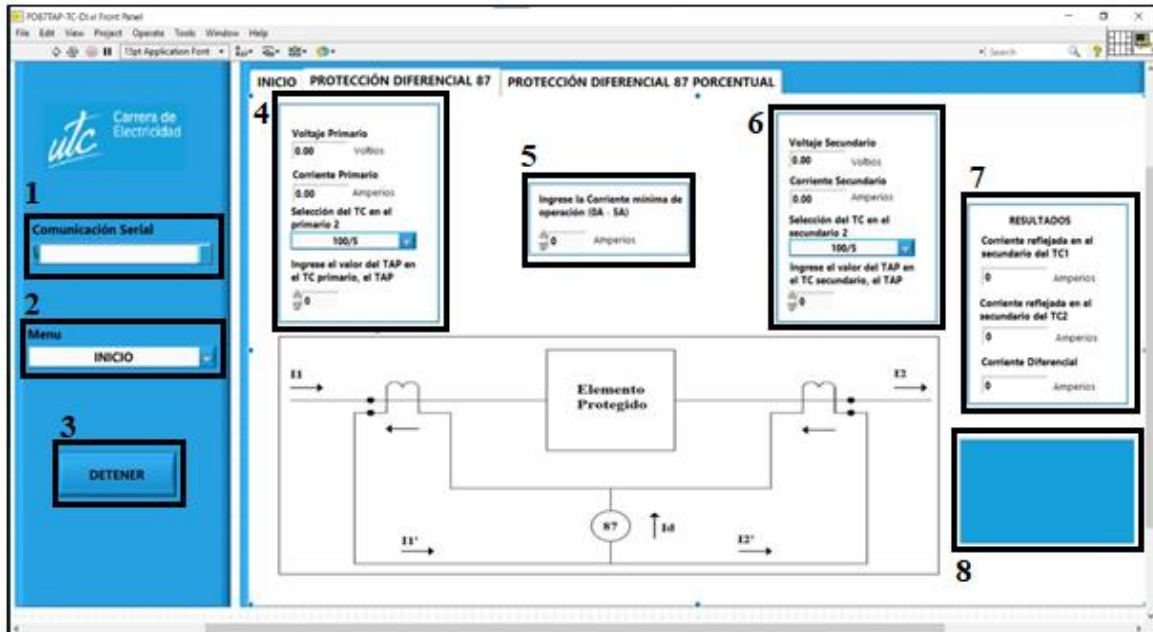 PO87TAP-TC-DI.vi Front Panel
File Edit View Project Operate Tools Window Help
15pt Application Font
Search
utc
Carrera de
Electricidad
1
Comunicación Serial
2
Menu
INICIO
3
DETENER
INICIO PROTECCIÓN DIFERENCIAL 87 PROTECCIÓN DIFERENCIAL 87 PORCENTUAL
4
Voltaje Primario
0.00 Voltios
Corriente Primario
0.00 Amperios
Selección del TC en el
primario 2
100/5
Ingrese el valor del TAP en
el TC primario, el TAP
0
5
Ingrese la Corriente mínima de
operación (0A - 5A)
0 Amperios
6
Voltaje Secundario
0.00 Voltios
Corriente Secundario
0.00 Amperios
Selección del TC en el
secundario 2
100/5
Ingrese el valor del TAP en
el TC secundario, el TAP
0
7
RESULTADOS
Corriente reflejada en el
secundario del TC1
0 Amperios
Corriente reflejada en el
secundario del TC2
0 Amperios
Corriente Diferencial
0 Amperios
8
I1
Elemento
Protegido
I2
87
Id
I1'
I2'